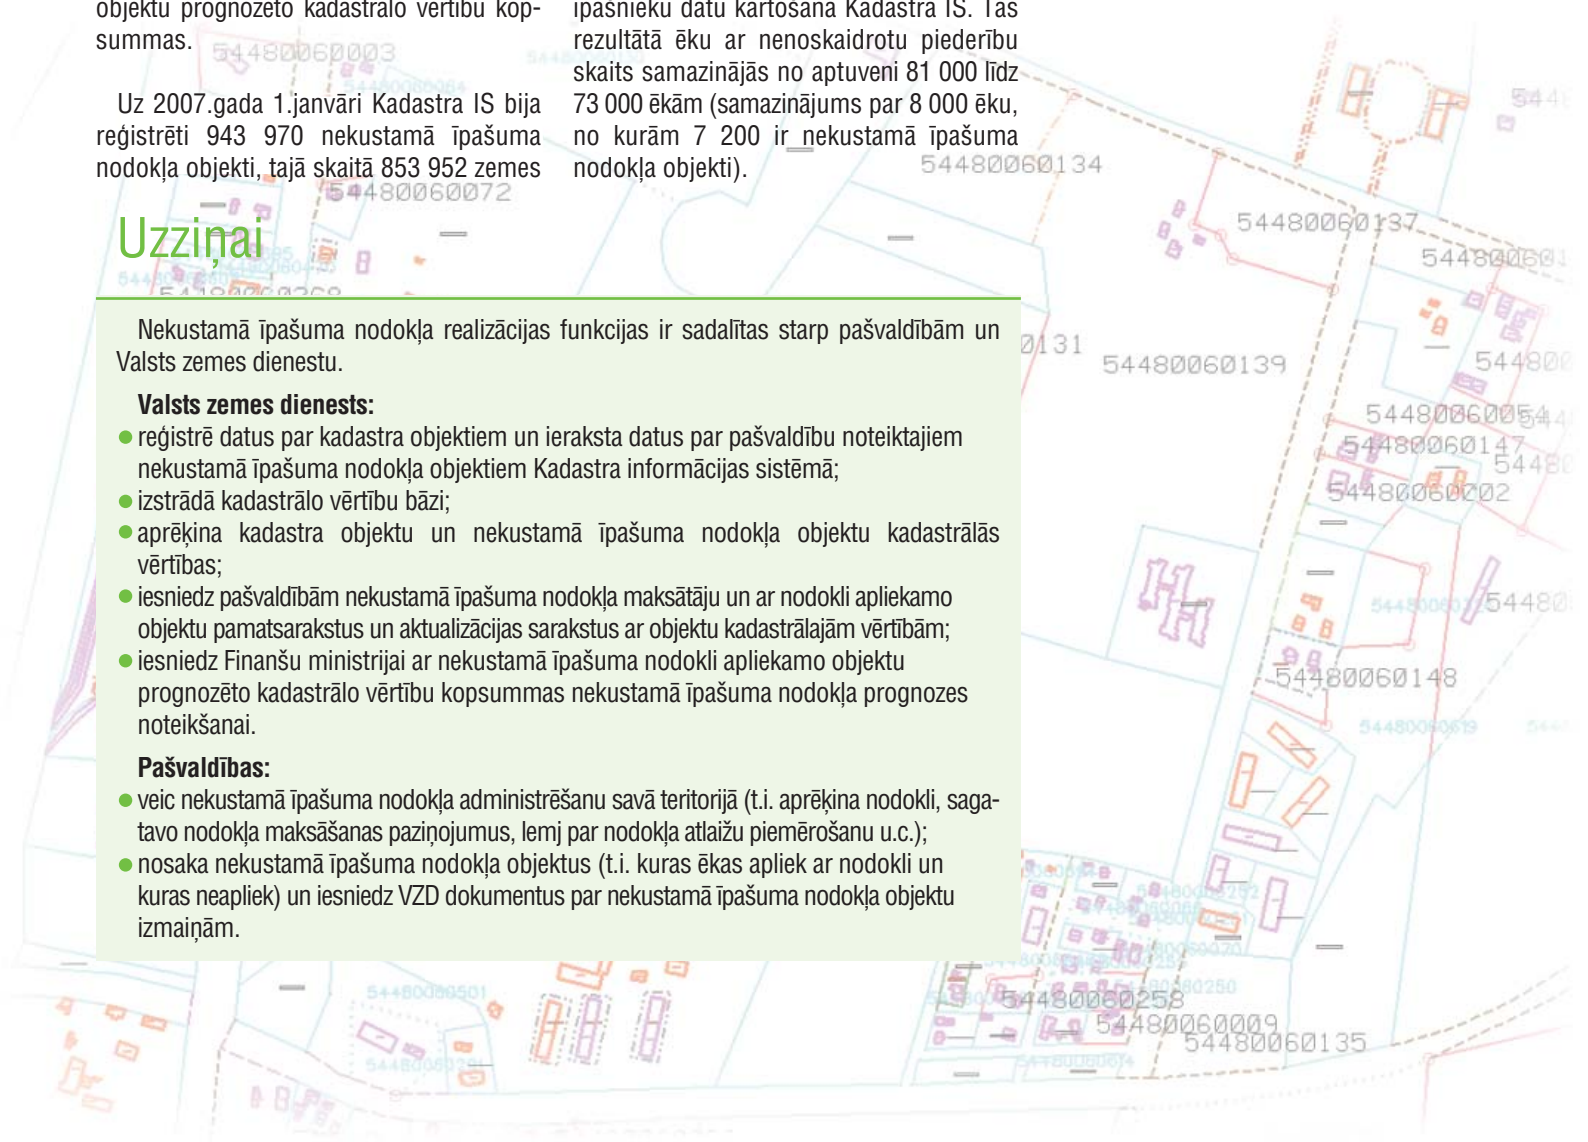 objektu prognozēto kadastrālo vērtību kop-
summas.
Uz 2007.gada 1.janvāri Kadastra IS bija
reģistrēti 943 970 nekustamā īpašuma
nodokļa objekti, tajā skaitā 853 952 zemes
īpašnieku datu kārtošana Kadastra IS. Tās
rezultātā ēku ar nenoskaidrotu piederību
skaits samazinājās no aptuveni 81 000 līdz
73 000 ēkām (samazinājums par 8 000 ēku,
no kurām 7 200 ir nekustamā īpašuma
nodokļa objekti).
Uzziņai
Nekustamā īpašuma nodokļa realizācijas funkcijas ir sadalītas starp pašvaldībām un
Valsts zemes dienestu.
Valsts zemes dienests:
● reģistrē datus par kadastra objektiem un ieraksta datus par pašvaldību noteiktajiem
nekustamā īpašuma nodokļa objektiem Kadastra informācijas sistēmā;
● izstrādā kadastrālo vērtību bāzi;
● aprēķina kadastra objektu un nekustamā īpašuma nodokļa objektu kadastrālās
vērtības;
● iesniedz pašvaldībām nekustamā īpašuma nodokļa maksātāju un ar nodokli apliekamo
objektu pamatsarakstus un aktualizācijas sarakstus ar objektu kadastrālajām vērtībām;
● iesniedz Finanšu ministrijai ar nekustamā īpašuma nodokli apliekamo objektu
prognozēto kadastrālo vērtību kopsummas nekustamā īpašuma nodokļa prognozes
noteikšanai.
Pašvaldības:
● veic nekustamā īpašuma nodokļa administrēšanu savā teritorijā (t.i. aprēķina nodokli, saga-
tavo nodokļa maksāšanas paziņojumus, lemj par nodokļa atlaižu piemērošanu u.c.);
● nosaka nekustamā īpašuma nodokļa objektus (t.i. kuras ēkas apliek ar nodokli un
kuras neapliek) un iesniedz VZD dokumentus par nekustamā īpašuma nodokļa objektu
izmaiņām.
54480060003
54480060072
54480060134
54480060137
54480060139
54480060054
54480060147
54480060002
54480060148
54480060619
54480060501
54480060250
54480060258
54480060009
54480060135
54480060614